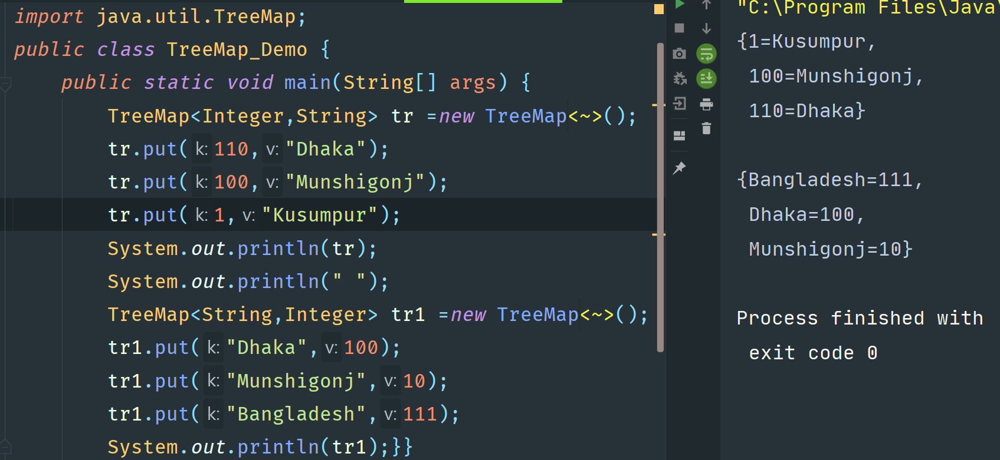 import java.util.TreeMap;
public class TreeMap_Demo {
public static void main(String[] args) {
TreeMap<Integer,String> tr =new TreeMap<~>();
tr.put( k: 110, v: "Dhaka");
tr.put( k: 100, v: "Munshigonj");
tr.put( k: 1, v: "Kusumpur");
System.out.println(tr);
System.out.println(" ");
TreeMap<String,Integer> tr1 =new TreeMap<~>();
tr1.put( k: "Dhaka", v: 100);
tr1.put( k: "Munshigonj", v: 10);
tr1.put( k: "Bangladesh", v: 111);
System.out.println(tr1);}}
"C:\Program Files\Java\
{1=Kusumpur,
100=Munshigonj,
110=Dhaka}
{Bangladesh=111,
Dhaka=100,
Munshigonj=10}
Process finished with
exit code 0